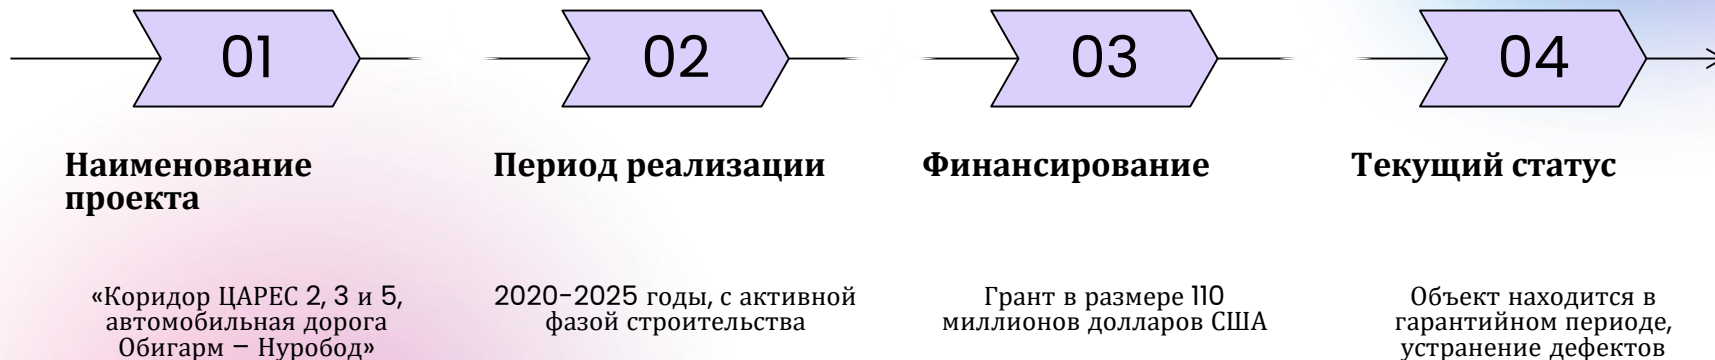 01
02
03
04
Наименование
проекта
Период реализации
Финансирование
Текущий статус
«Коридор ЦАРЕС 2, 3 и 5,
автомобильная дорога
Обигарм – Нуробод»
2020-2025 годы, с активной
фазой строительства
Грант в размере 110
миллионов долларов США
Объект находится в
гарантийном периоде,
устранение дефектов